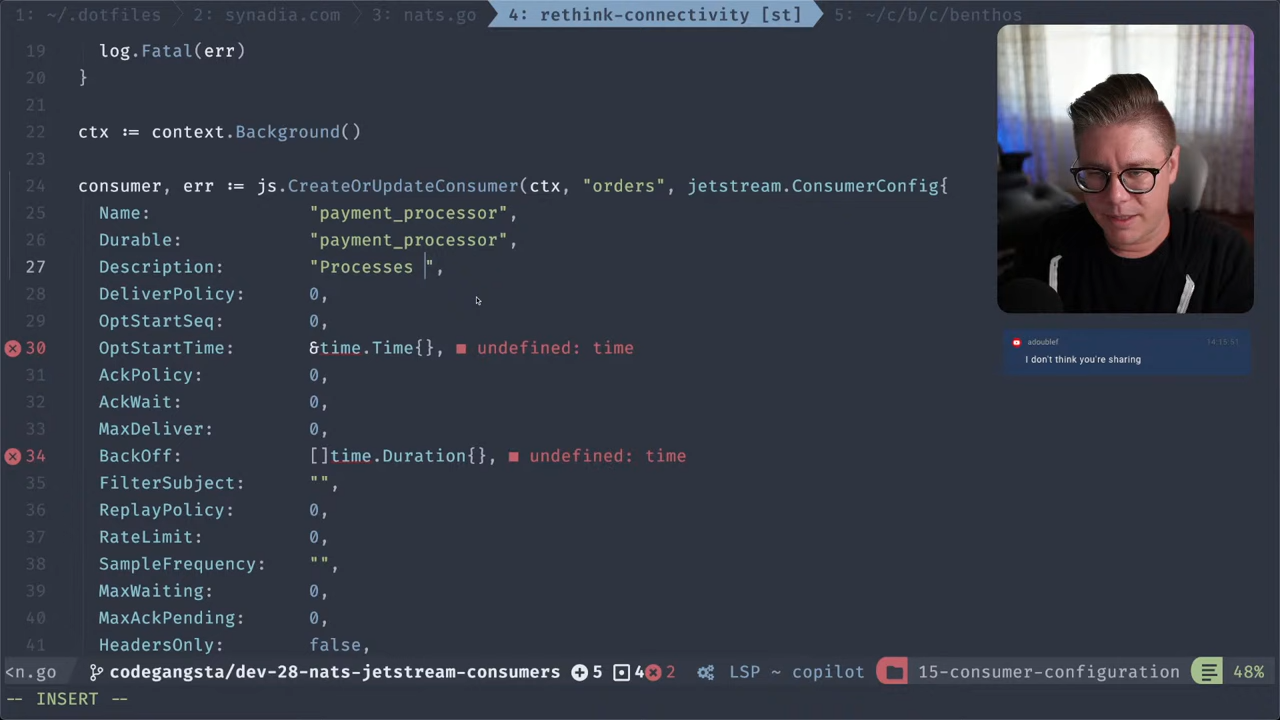 1: ~/.dotfiles  2: synadia.com  3: nats.go  4: rethink-connectivity [st]  5: ~/c/b/c/benthos
19 log.Fatal(err)
20 }
21
22 ctx := context.Background()
23
24 consumer, err := js.CreateOrUpdateConsumer(ctx, "orders", jetstream.ConsumerConfig{
25 Name: "payment_processor",
26 Durable: "payment_processor",
27 Description: "Processes ",
28 DeliverPolicy: 0,
29 OptStartSeq: 0,
30 OptStartTime: &time.Time{}, ■ undefined: time
31 AckPolicy: 0,
32 AckWait: 0,
33 MaxDeliver: 0,
34 BackOff: []time.Duration{}, ■ undefined: time
35 FilterSubject: "",
36 ReplayPolicy: 0,
37 RateLimit: 0,
38 SampleFrequency: "",
39 MaxWaiting: 0,
40 MaxAckPending: 0,
41 HeadersOnly: false,
adoublef 14:15:51
I don't think you're sharing
<n.go codegangsta/dev-28-nats-jetstream-consumers 5 4 2 LSP ~ copilot 15-consumer-configuration 48%
-- INSERT --